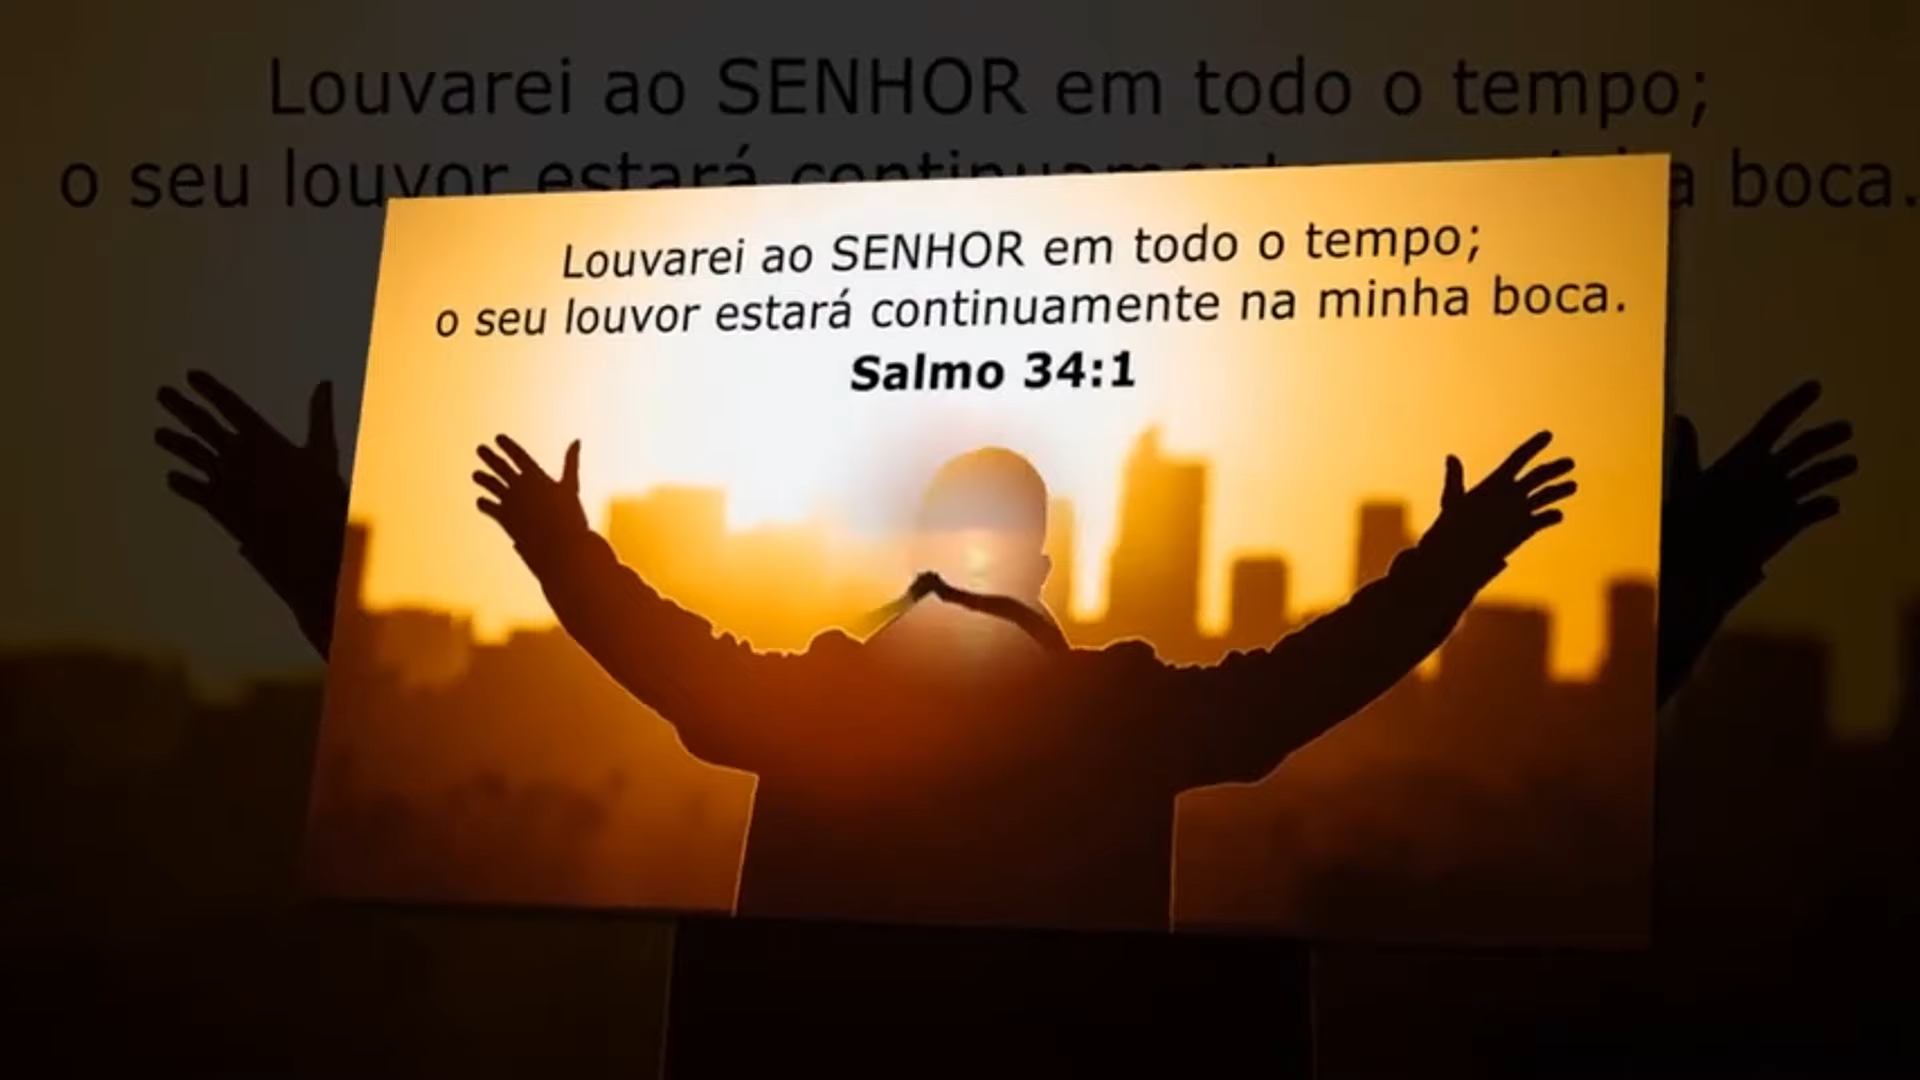 Louvarei ao SENHOR em todo o tempo;
o seu louvor estará boca.
Louvarei ao SENHOR em todo o tempo;
o seu louvor estará continuamente na minha boca.
Salmo 34:1